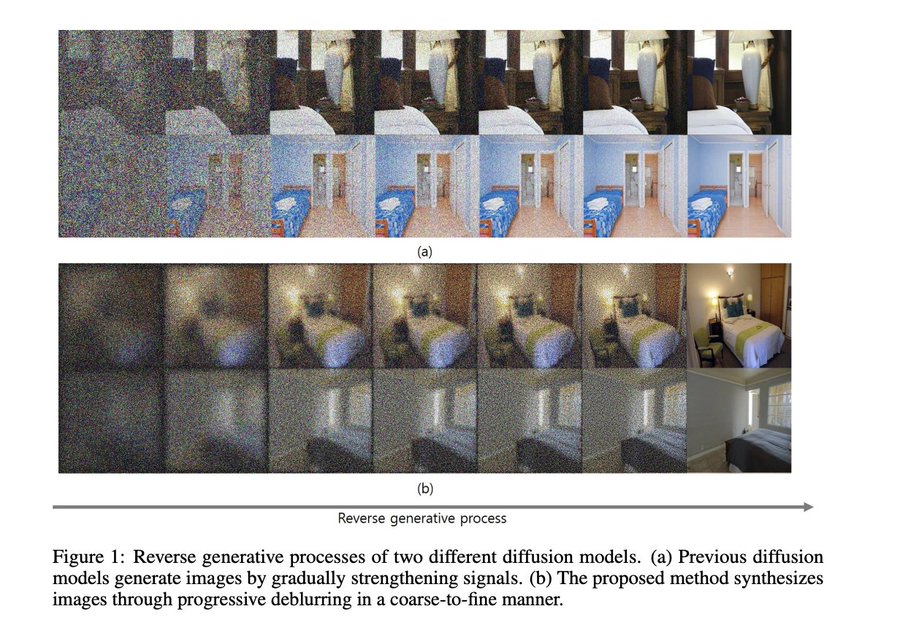 (a)
(b)
Reverse generative process
Figure 1: Reverse generative processes of two different diffusion models. (a) Previous diffusion
models generate images by gradually strengthening signals. (b) The proposed method synthesizes
images through progressive deblurring in a coarse-to-fine manner.